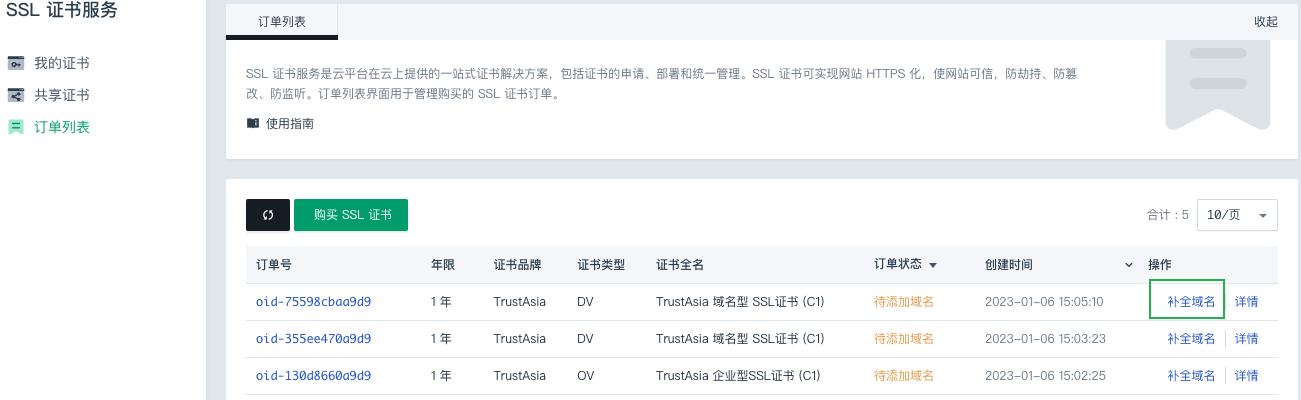 SSL 证书服务
我的证书
共享证书
订单列表
订单列表 收起
SSL 证书服务是云平台在云上提供的一站式证书解决方案，包括证书的申请、部署和统一管理。SSL 证书可实现网站 HTTPS 化，使网站可信，防劫持、防篡
改、防监听。订单列表界面用于管理购买的 SSL 证书订单。
使用指南
购买 SSL 证书 合计 : 5 10/页
订单号 年限 证书品牌 证书类型 证书全名 订单状态 创建时间 操作
oid-75598cbaa9d9 1 年 TrustAsia DV TrustAsia 域名型 SSL证书 (C1) 待添加域名 2023-01-06 15:05:10 补全域名 详情
oid-355ee470a9d9 1 年 TrustAsia DV TrustAsia 域名型 SSL证书 (C1) 待添加域名 2023-01-06 15:03:23 补全域名 详情
oid-130d8660a9d9 1 年 TrustAsia OV TrustAsia 企业型SSL证书 (C1) 待添加域名 2023-01-06 15:02:25 补全域名 详情